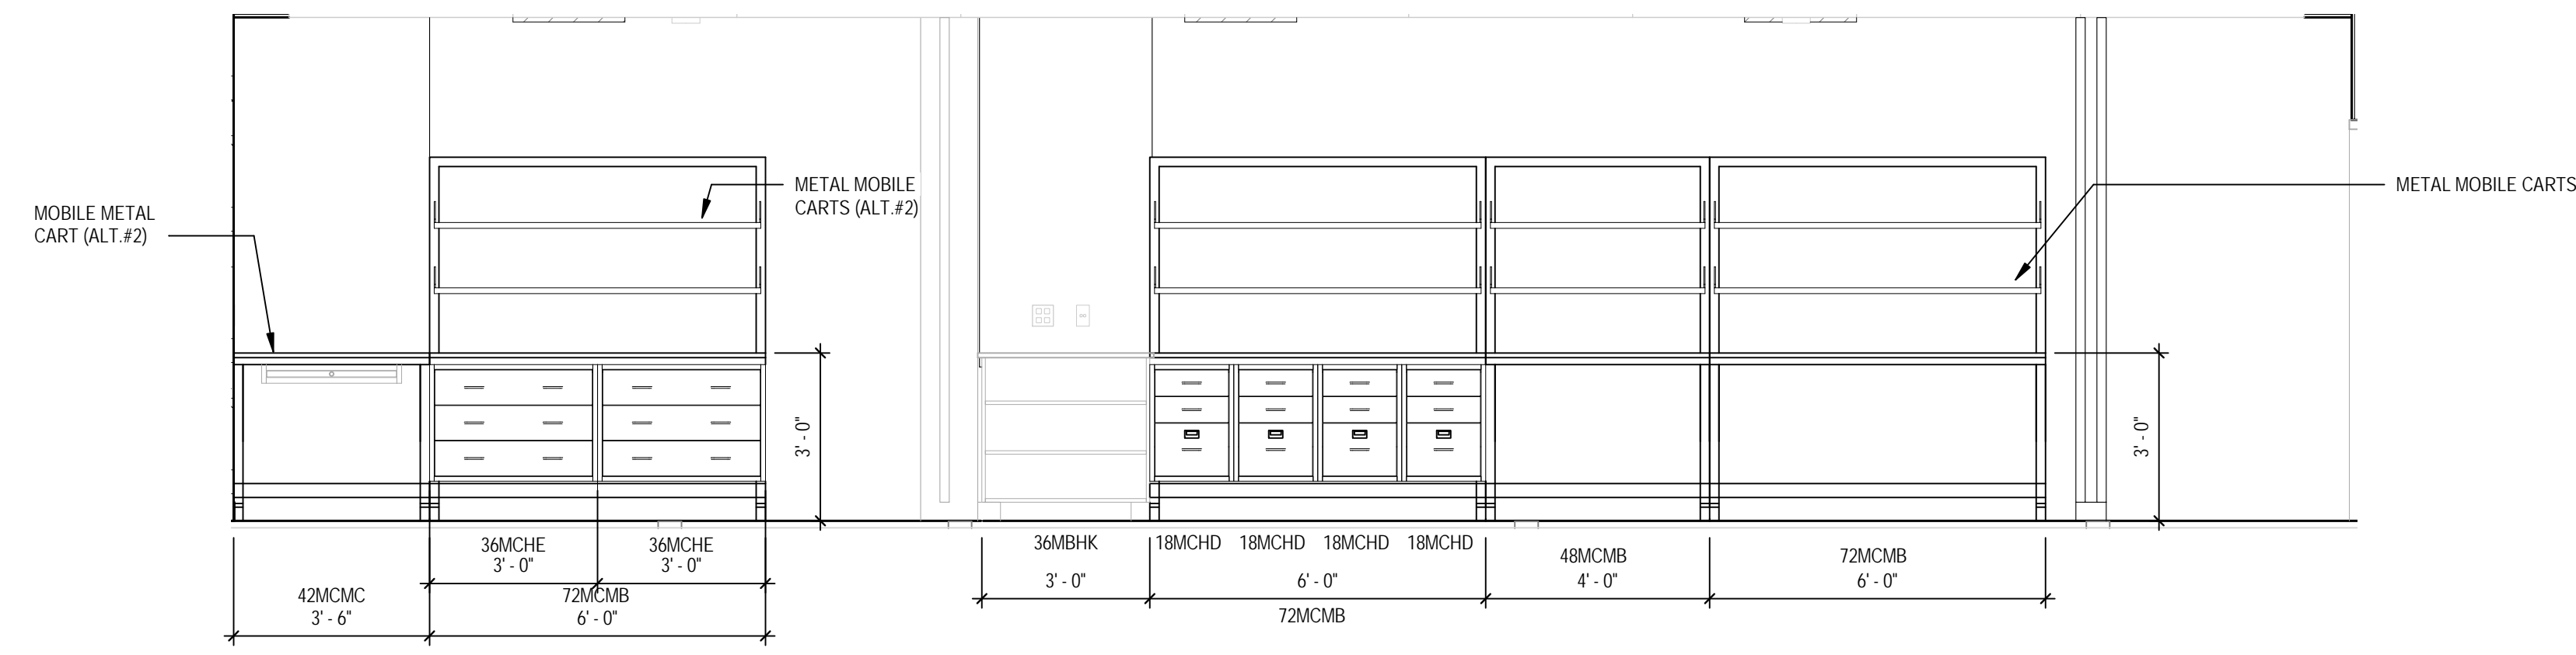 METAL MOBILE
CARTS (ALT.#2)
METAL MOBILE CARTS
MOBILE METAL
CART (ALT.#2)
3' - 0"
3' - 0"
36MCHE
3' - 0"
36MCHE
3' - 0"
42MCMC
3' - 6"
72MCMB
6' - 0"
36MBHK
3' - 0"
18MCHD 18MCHD 18MCHD 18MCHD
6' - 0"
72MCMB
48MCMB
4' - 0"
72MCMB
6' - 0"